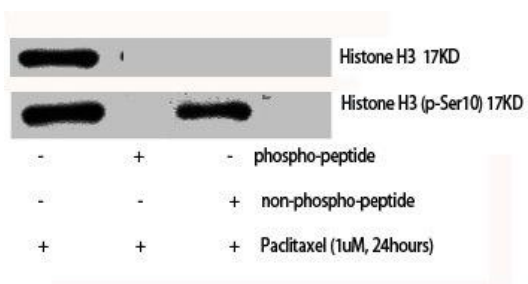 Histone H3 17KD
Histone H3 (p-Ser10) 17KD
- + - phospho-peptide
- - + non-phospho-peptide
+ + + Paclitaxel (1uM, 24hours)